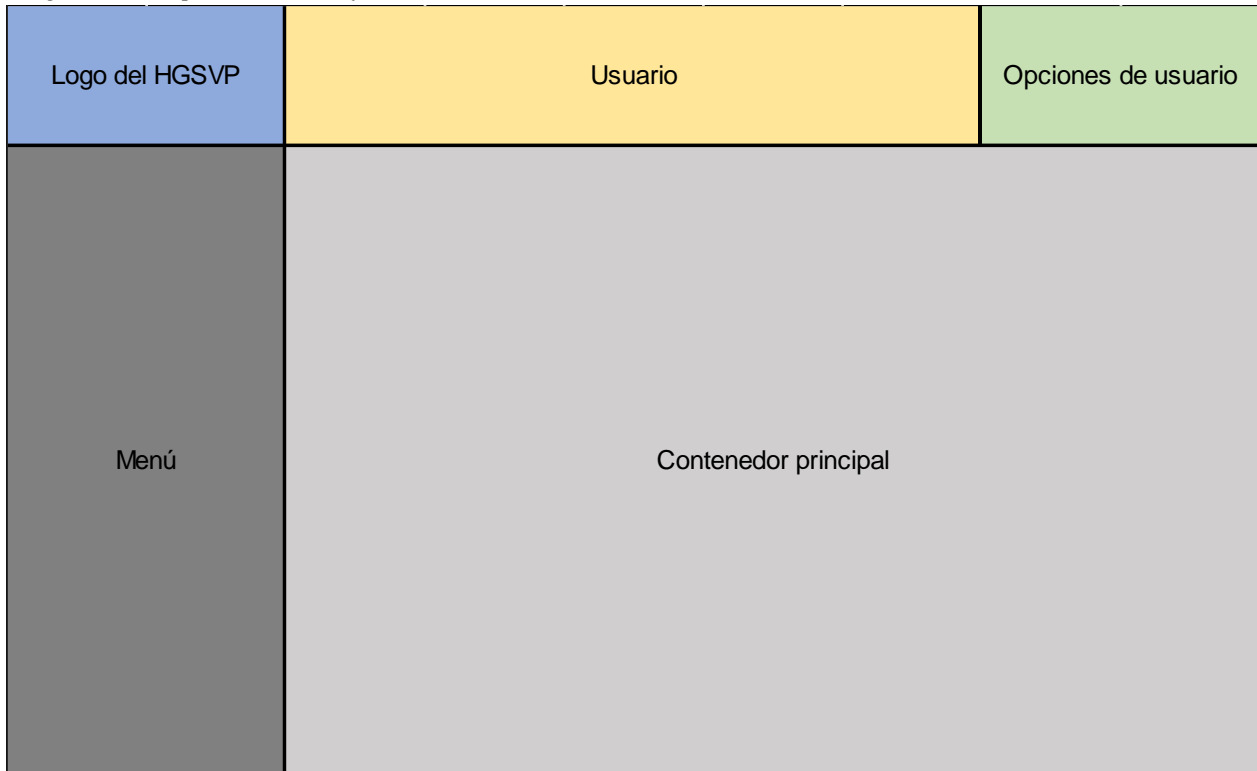 Logo del HGSVP
Usuario
Opciones de usuario
Menú
Contenedor principal